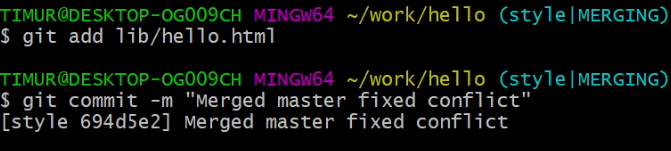 TIMUR@DESKTOP-OG009CH MINGW64 ~/work/hello (style|MERGING)
$ git add lib/hello.html
TIMUR@DESKTOP-OG009CH MINGW64 ~/work/hello (style|MERGING)
$ git commit -m "Merged master fixed conflict"
[style 694d5e2] Merged master fixed conflict